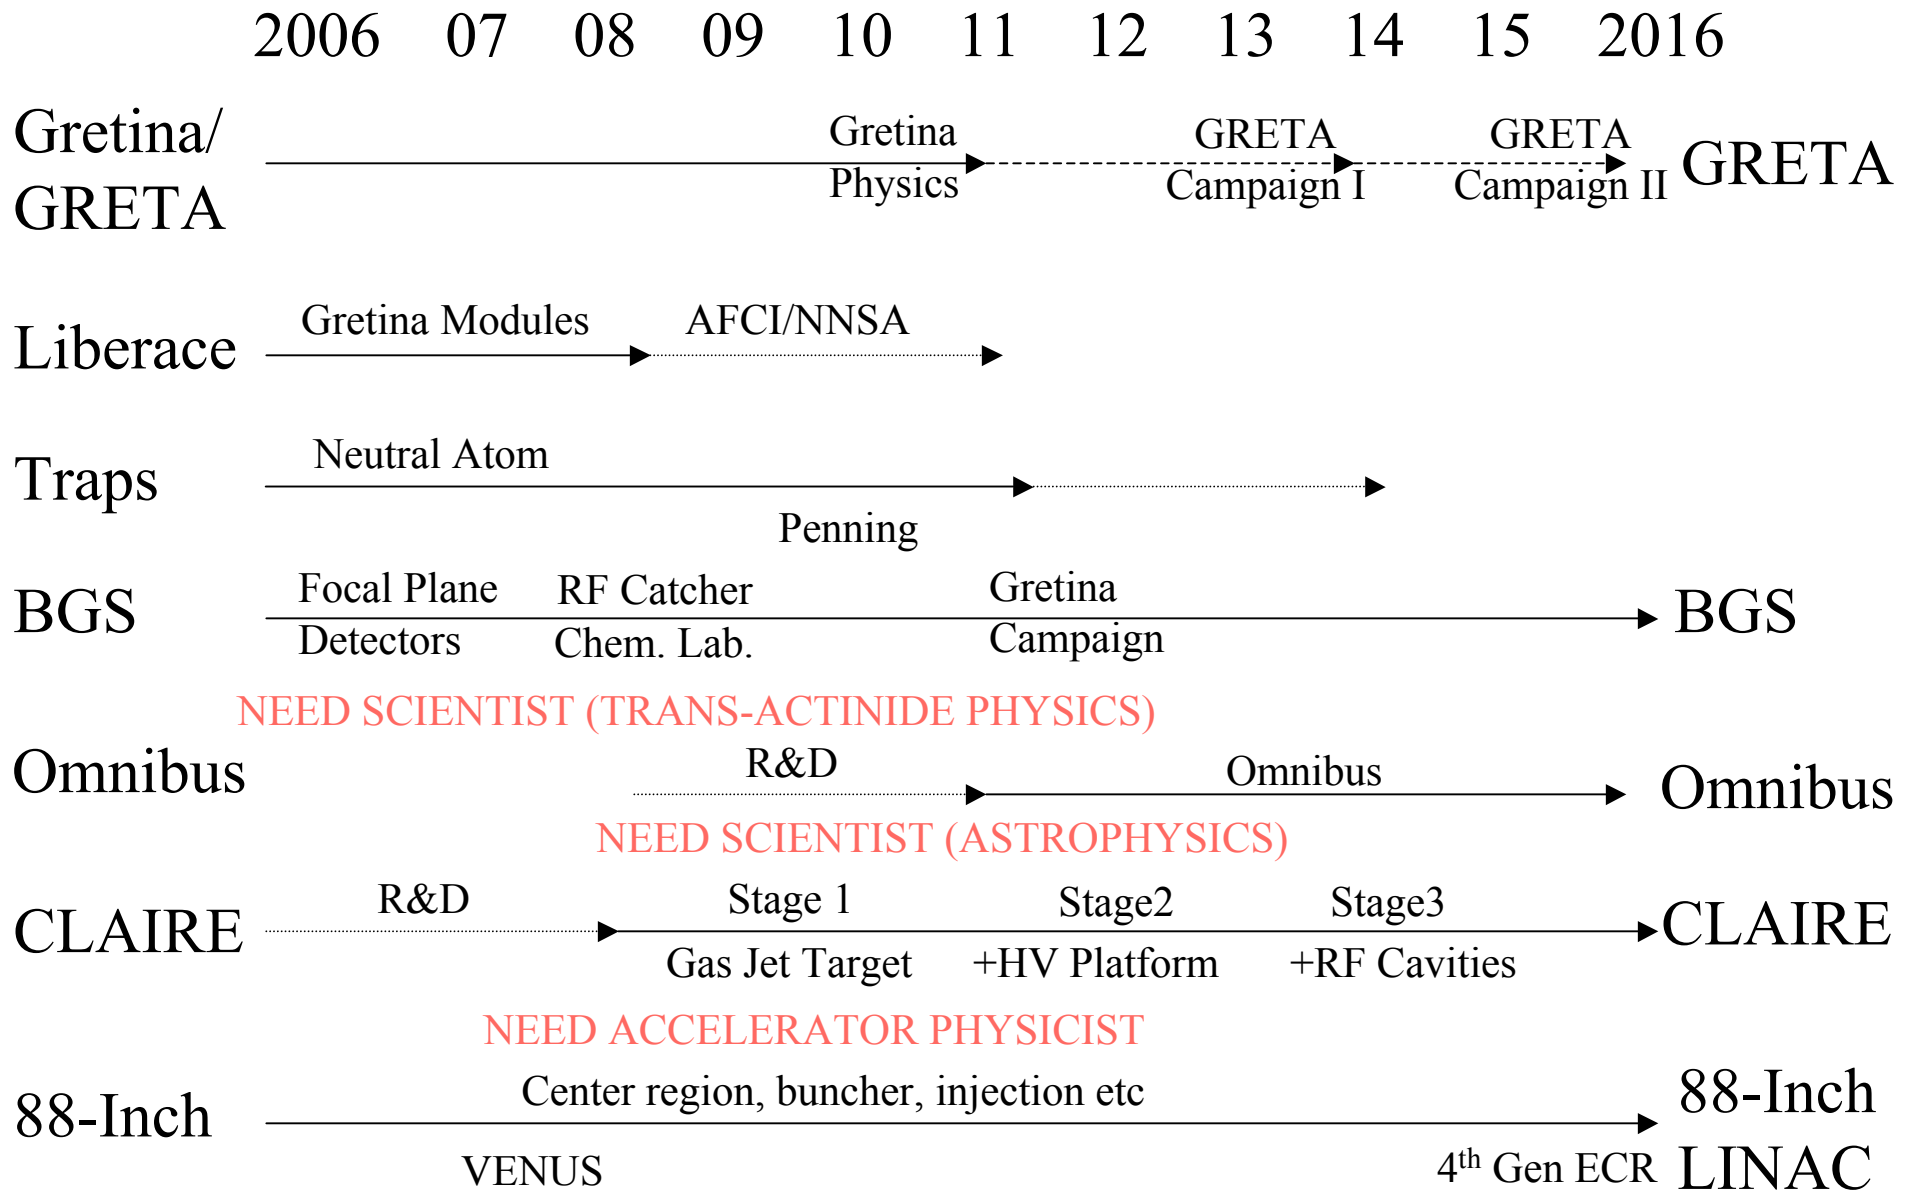 2006 07 08 09 10 11 12 13 14 15 2016
Gretina/
GRETA
Gretina
Physics
GRETA
Campaign I
GRETA
Campaign II
GRETA
Liberace
Gretina Modules
AFCI/NNSA
Traps
Neutral Atom
Penning
BGS
Focal Plane
Detectors
RF Catcher
Chem. Lab.
Gretina
Campaign
BGS
NEED SCIENTIST (TRANS-ACTINIDE PHYSICS)
Omnibus
R&D
Omnibus
Omnibus
NEED SCIENTIST (ASTROPHYSICS)
CLAIRE
R&D
Stage 1
Gas Jet Target
Stage2
+HV Platform
Stage3
+RF Cavities
CLAIRE
NEED ACCELERATOR PHYSICIST
88-Inch
Center region, buncher, injection etc
VENUS
4th Gen ECR
88-Inch
LINAC